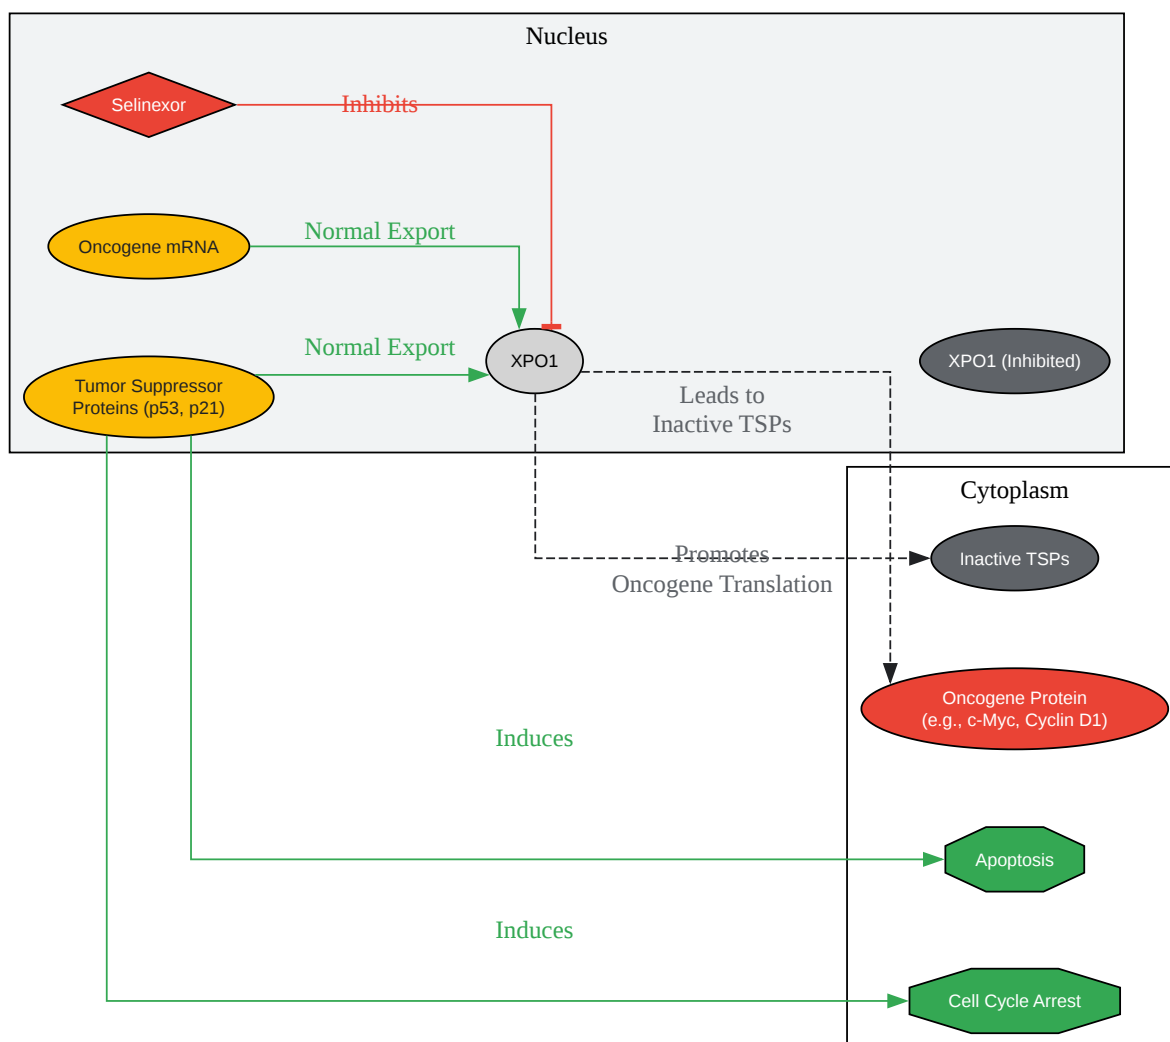 Nucleus
Selinexor
Inhibits
Oncogene mRNA
Normal Export
Normal Export
Tumor Suppressor
Proteins (p53, p21)
XPO1
XPO1 (Inhibited)
Leads to
Inactive TSPs
Cytoplasm
Promotes
Oncogene Translation
Inactive TSPs
Oncogene Protein
(e.g., c-Myc, Cyclin D1)
Induces
Apoptosis
Induces
Cell Cycle Arrest